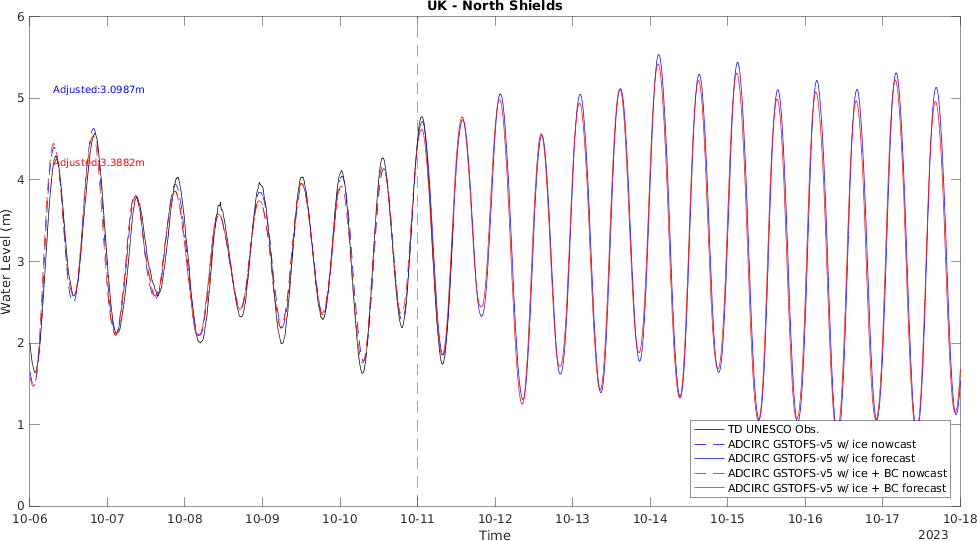 UK - North Shields
6
5
4
3
2
1
0
Water Level (m)
Adjusted:3.0987m
Adjusted:3.3882m
TD UNESCO Obs.
ADCIRC GSTOFS-v5 w/ ice nowcast
ADCIRC GSTOFS-v5 w/ ice forecast
ADCIRC GSTOFS-v5 w/ ice + BC nowcast
ADCIRC GSTOFS-v5 w/ ice + BC forecast
10-06 10-07 10-08 10-09 10-10 10-11 10-12 10-13 10-14 10-15 10-16 10-17 10-18
Time
2023